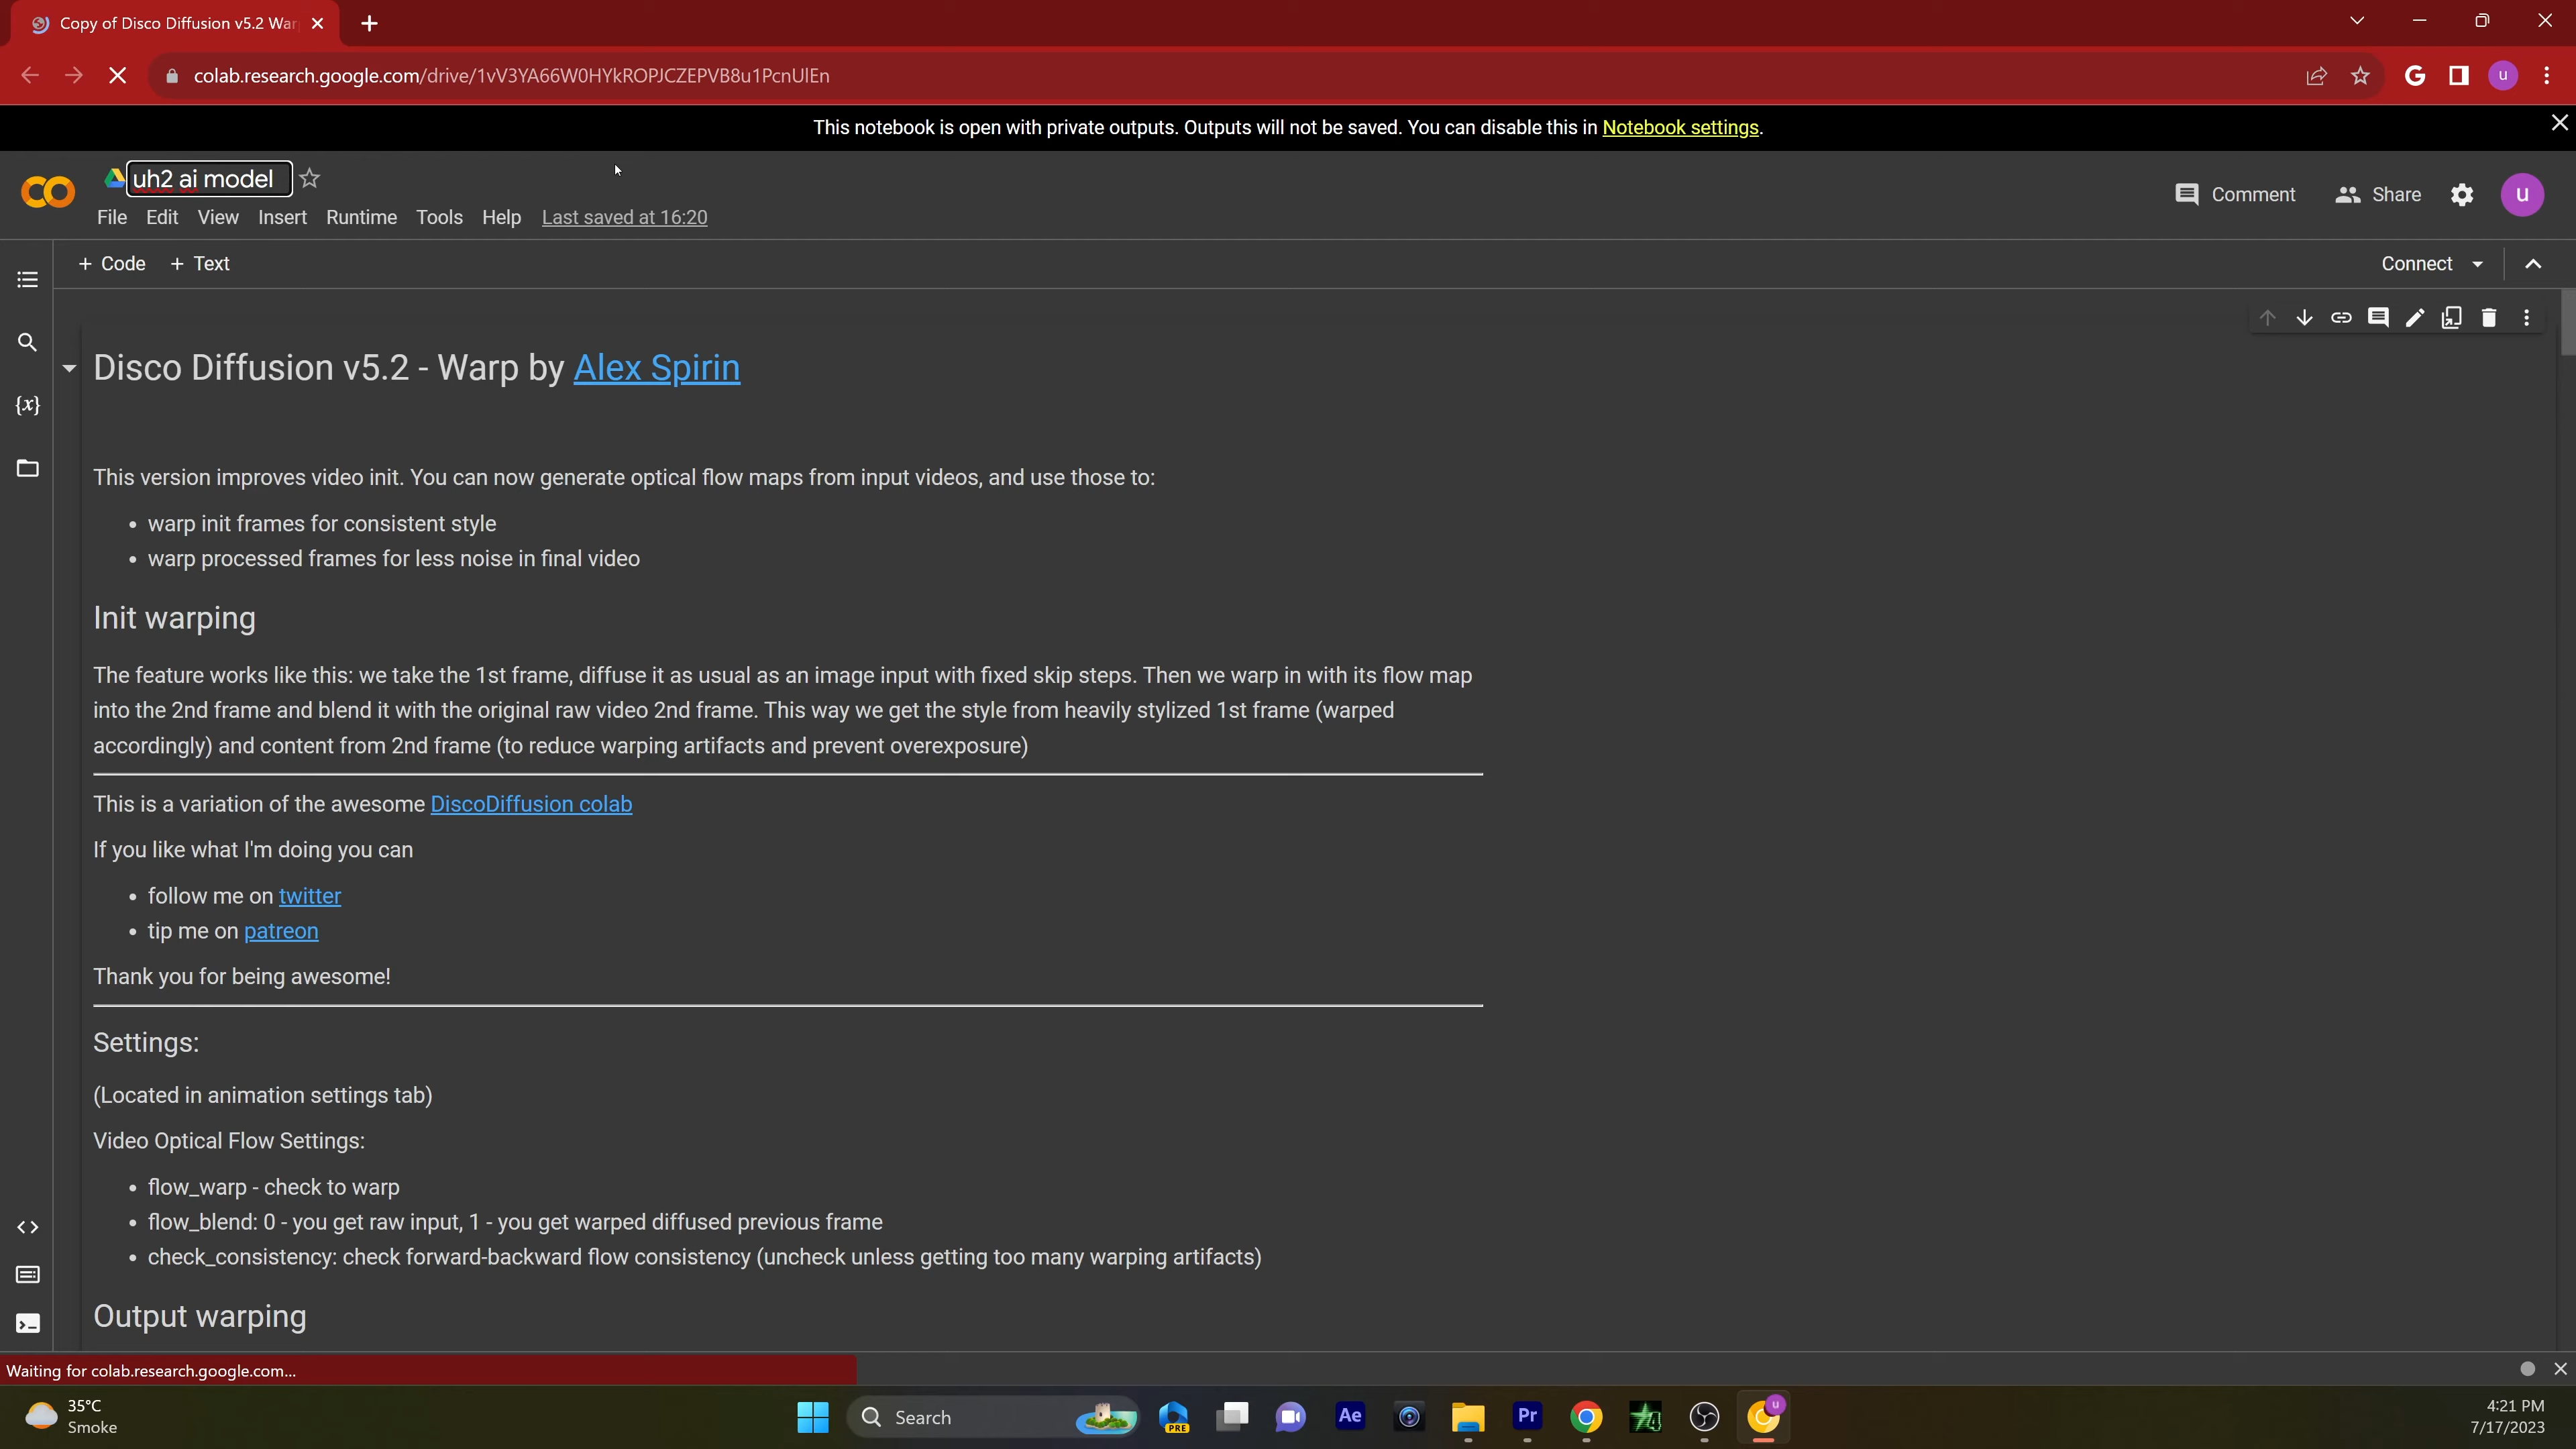 Copy of Disco Diffusion v5.2 War
colab.research.google.com/drive/1vV3YA66W0HYkROPJCZEPVB8u1PcnUlEn
u
This notebook is open with private outputs. Outputs will not be saved. You can disable this in Notebook settings.
uh2 ai model
Comment
Share
u
File Edit View Insert Runtime Tools Help Last saved at 16:20
+ Code + Text
Connect
{x}
Disco Diffusion v5.2 - Warp by Alex Spirin
This version improves video init. You can now generate optical flow maps from input videos, and use those to:
• warp init frames for consistent style
• warp processed frames for less noise in final video
Init warping
The feature works like this: we take the 1st frame, diffuse it as usual as an image input with fixed skip steps. Then we warp in with its flow map
into the 2nd frame and blend it with the original raw video 2nd frame. This way we get the style from heavily stylized 1st frame (warped
accordingly) and content from 2nd frame (to reduce warping artifacts and prevent overexposure)
This is a variation of the awesome DiscoDiffusion colab
If you like what I'm doing you can
• follow me on twitter
• tip me on patreon
Thank you for being awesome!
Settings:
(Located in animation settings tab)
Video Optical Flow Settings:
• flow_warp - check to warp
• flow_blend: 0 - you get raw input, 1 - you get warped diffused previous frame
• check_consistency: check forward-backward flow consistency (uncheck unless getting too many warping artifacts)
Output warping
Waiting for colab.research.google.com...
35°C
Smoke
Search
PRE
Ae
Pr
4
u
4:21 PM
7/17/2023